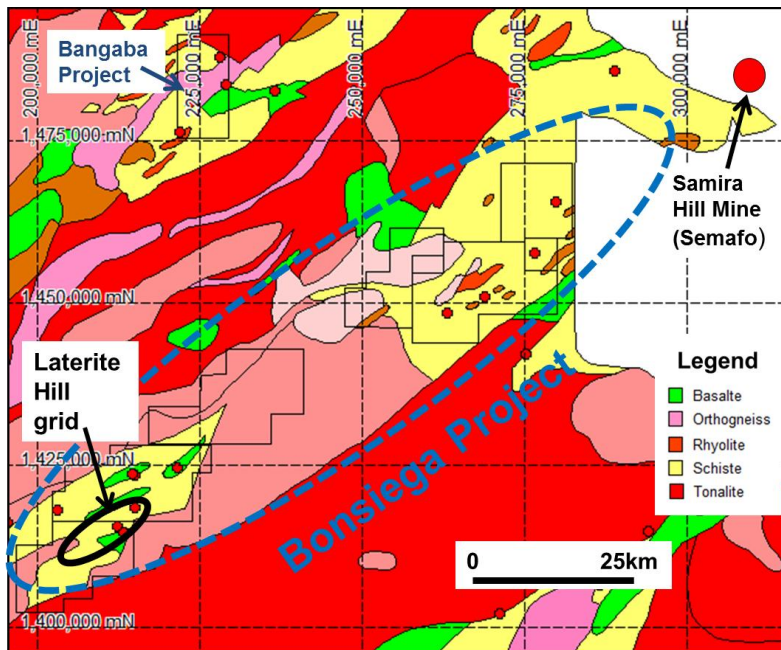 200,000 mE
225,000 mE
250,000 mE
275,000 mE
300,000 mE
Bangaba
Project
1,475,000 mN
Samira
Hill Mine
(Semafo)
1,450,000 mN
Laterite
Hill
grid
Legend
Basalte
Orthogneiss
Rhyolite
Schiste
Tonalite
1,425,000 mN
Bonsiega Project
0 25km
1,400,000 mN